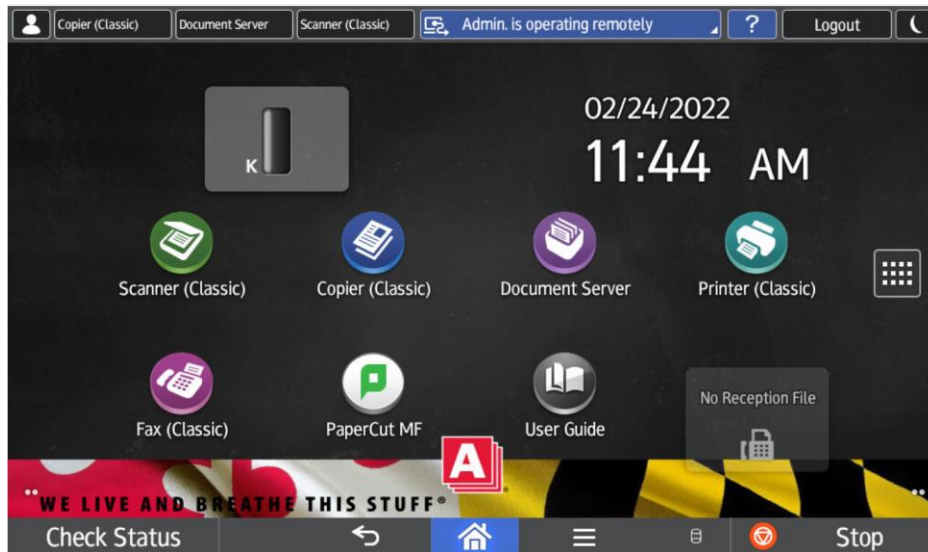 Copier (Classic) Document Server Scanner (Classic) Admin. is operating remotely ? Logout
02/24/2022
11:44 AM
K
Scanner (Classic) Copier (Classic) Document Server Printer (Classic)
No Reception File
Fax (Classic) PaperCut MF User Guide
A
WE LIVE AND BREATHE THIS STUFF®
Check Status Stop